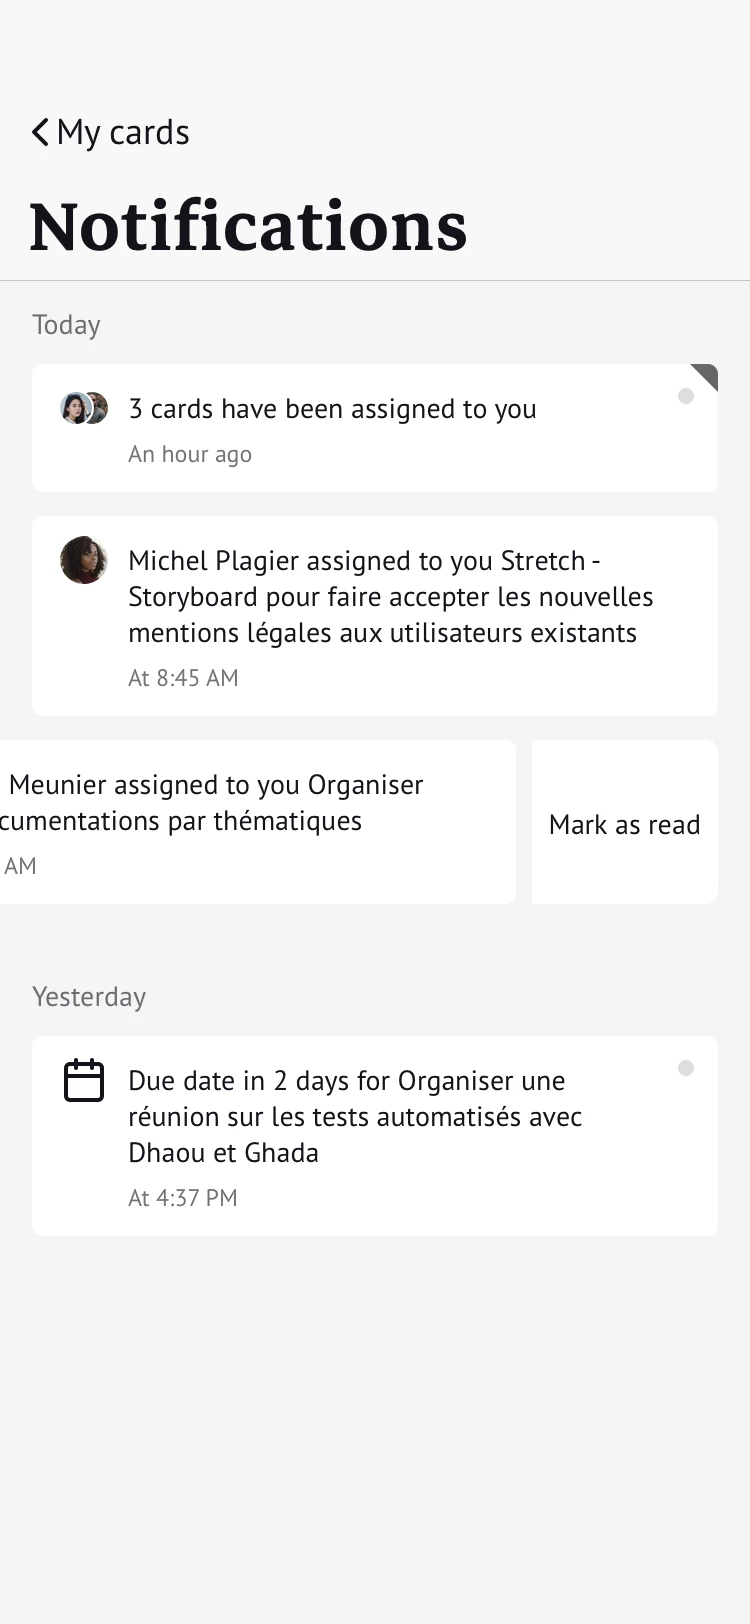 My cards
Notifications
Today
3 cards have been assigned to you
An hour ago
Michel Plagier assigned to you Stretch -
Storyboard pour faire accepter les nouvelles
mentions légales aux utilisateurs existants
At 8:45 AM
Meunier assigned to you Organiser
cumentations par thématiques
AM
Mark as read
Yesterday
Due date in 2 days for Organiser une
réunion sur les tests automatisés avec
Dhaou et Ghada
At 4:37 PM